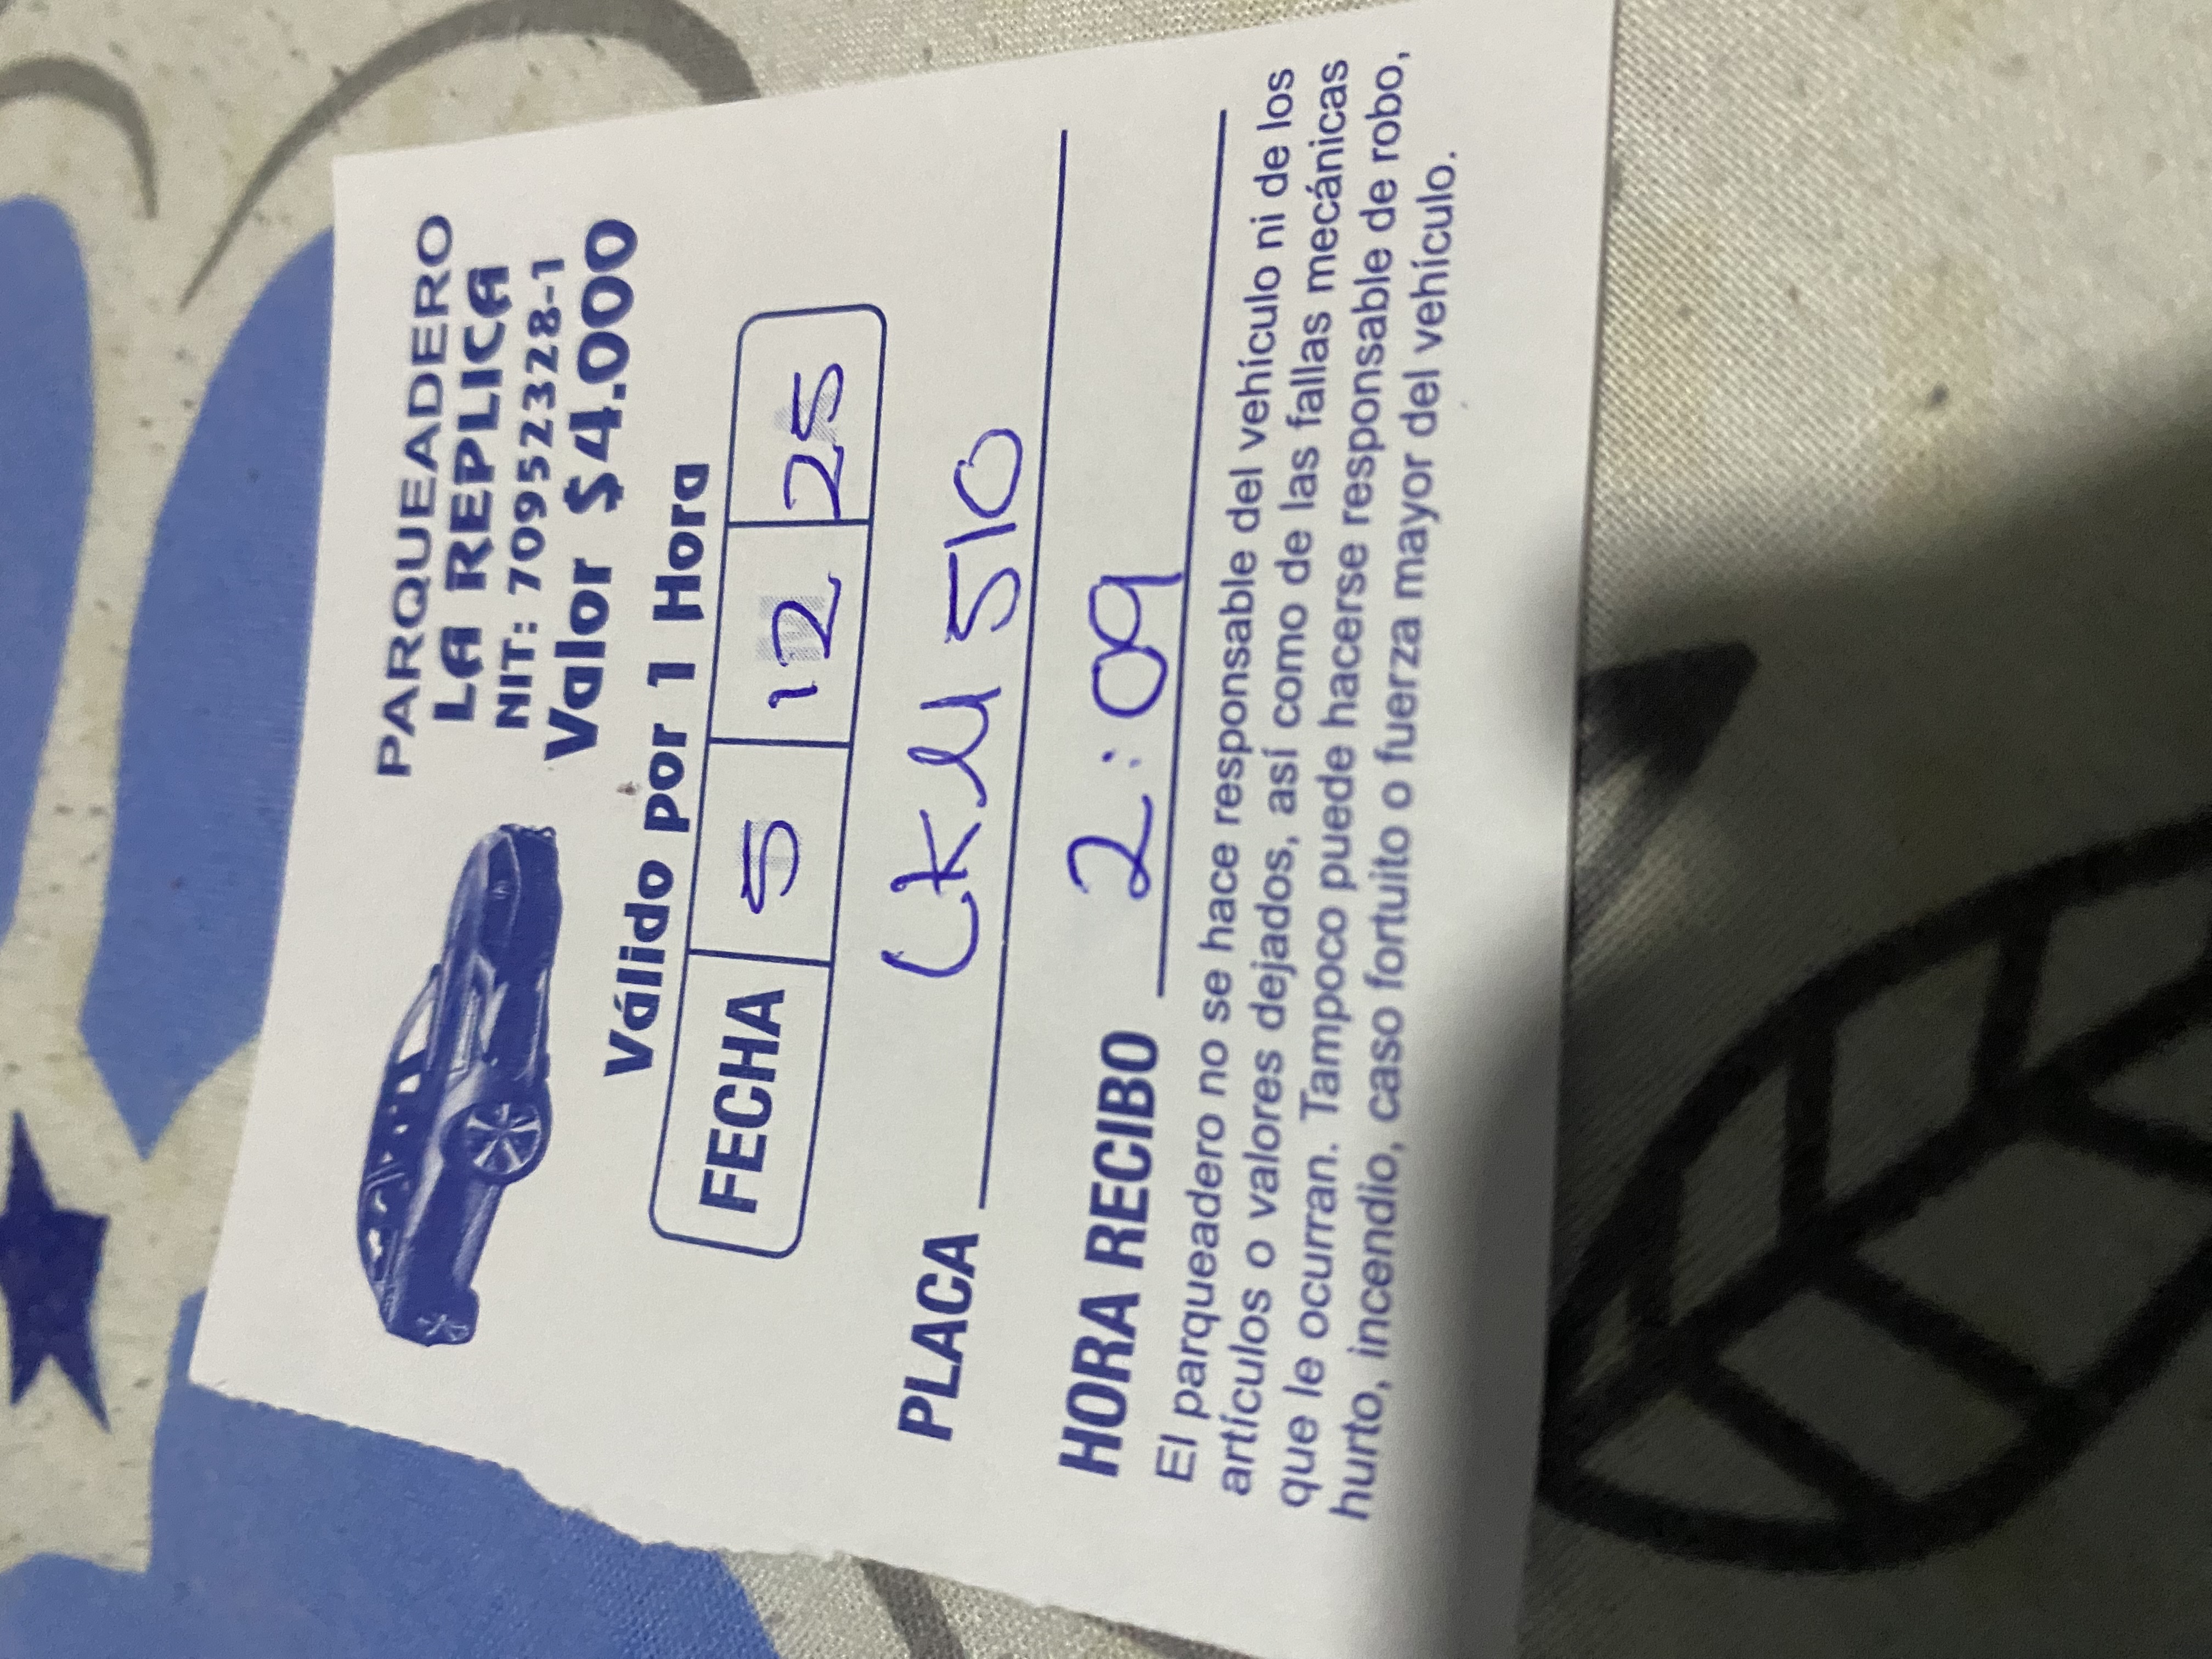 PARQUEADERO
LA REPLICA
NIT: 70952328-1
Valor $4.000
Válido por 1 Hora
FECHA 5 12 25
PLACA LKM 510
HORA RECIBO 2:09
El parqueadero no se hace responsable del vehículo ni de los
artículos o valores dejados, así como de las fallas mecánicas
que le ocurran. Tampoco puede hacerse responsable de robo,
hurto, incendio, caso fortuito o fuerza mayor del vehículo.